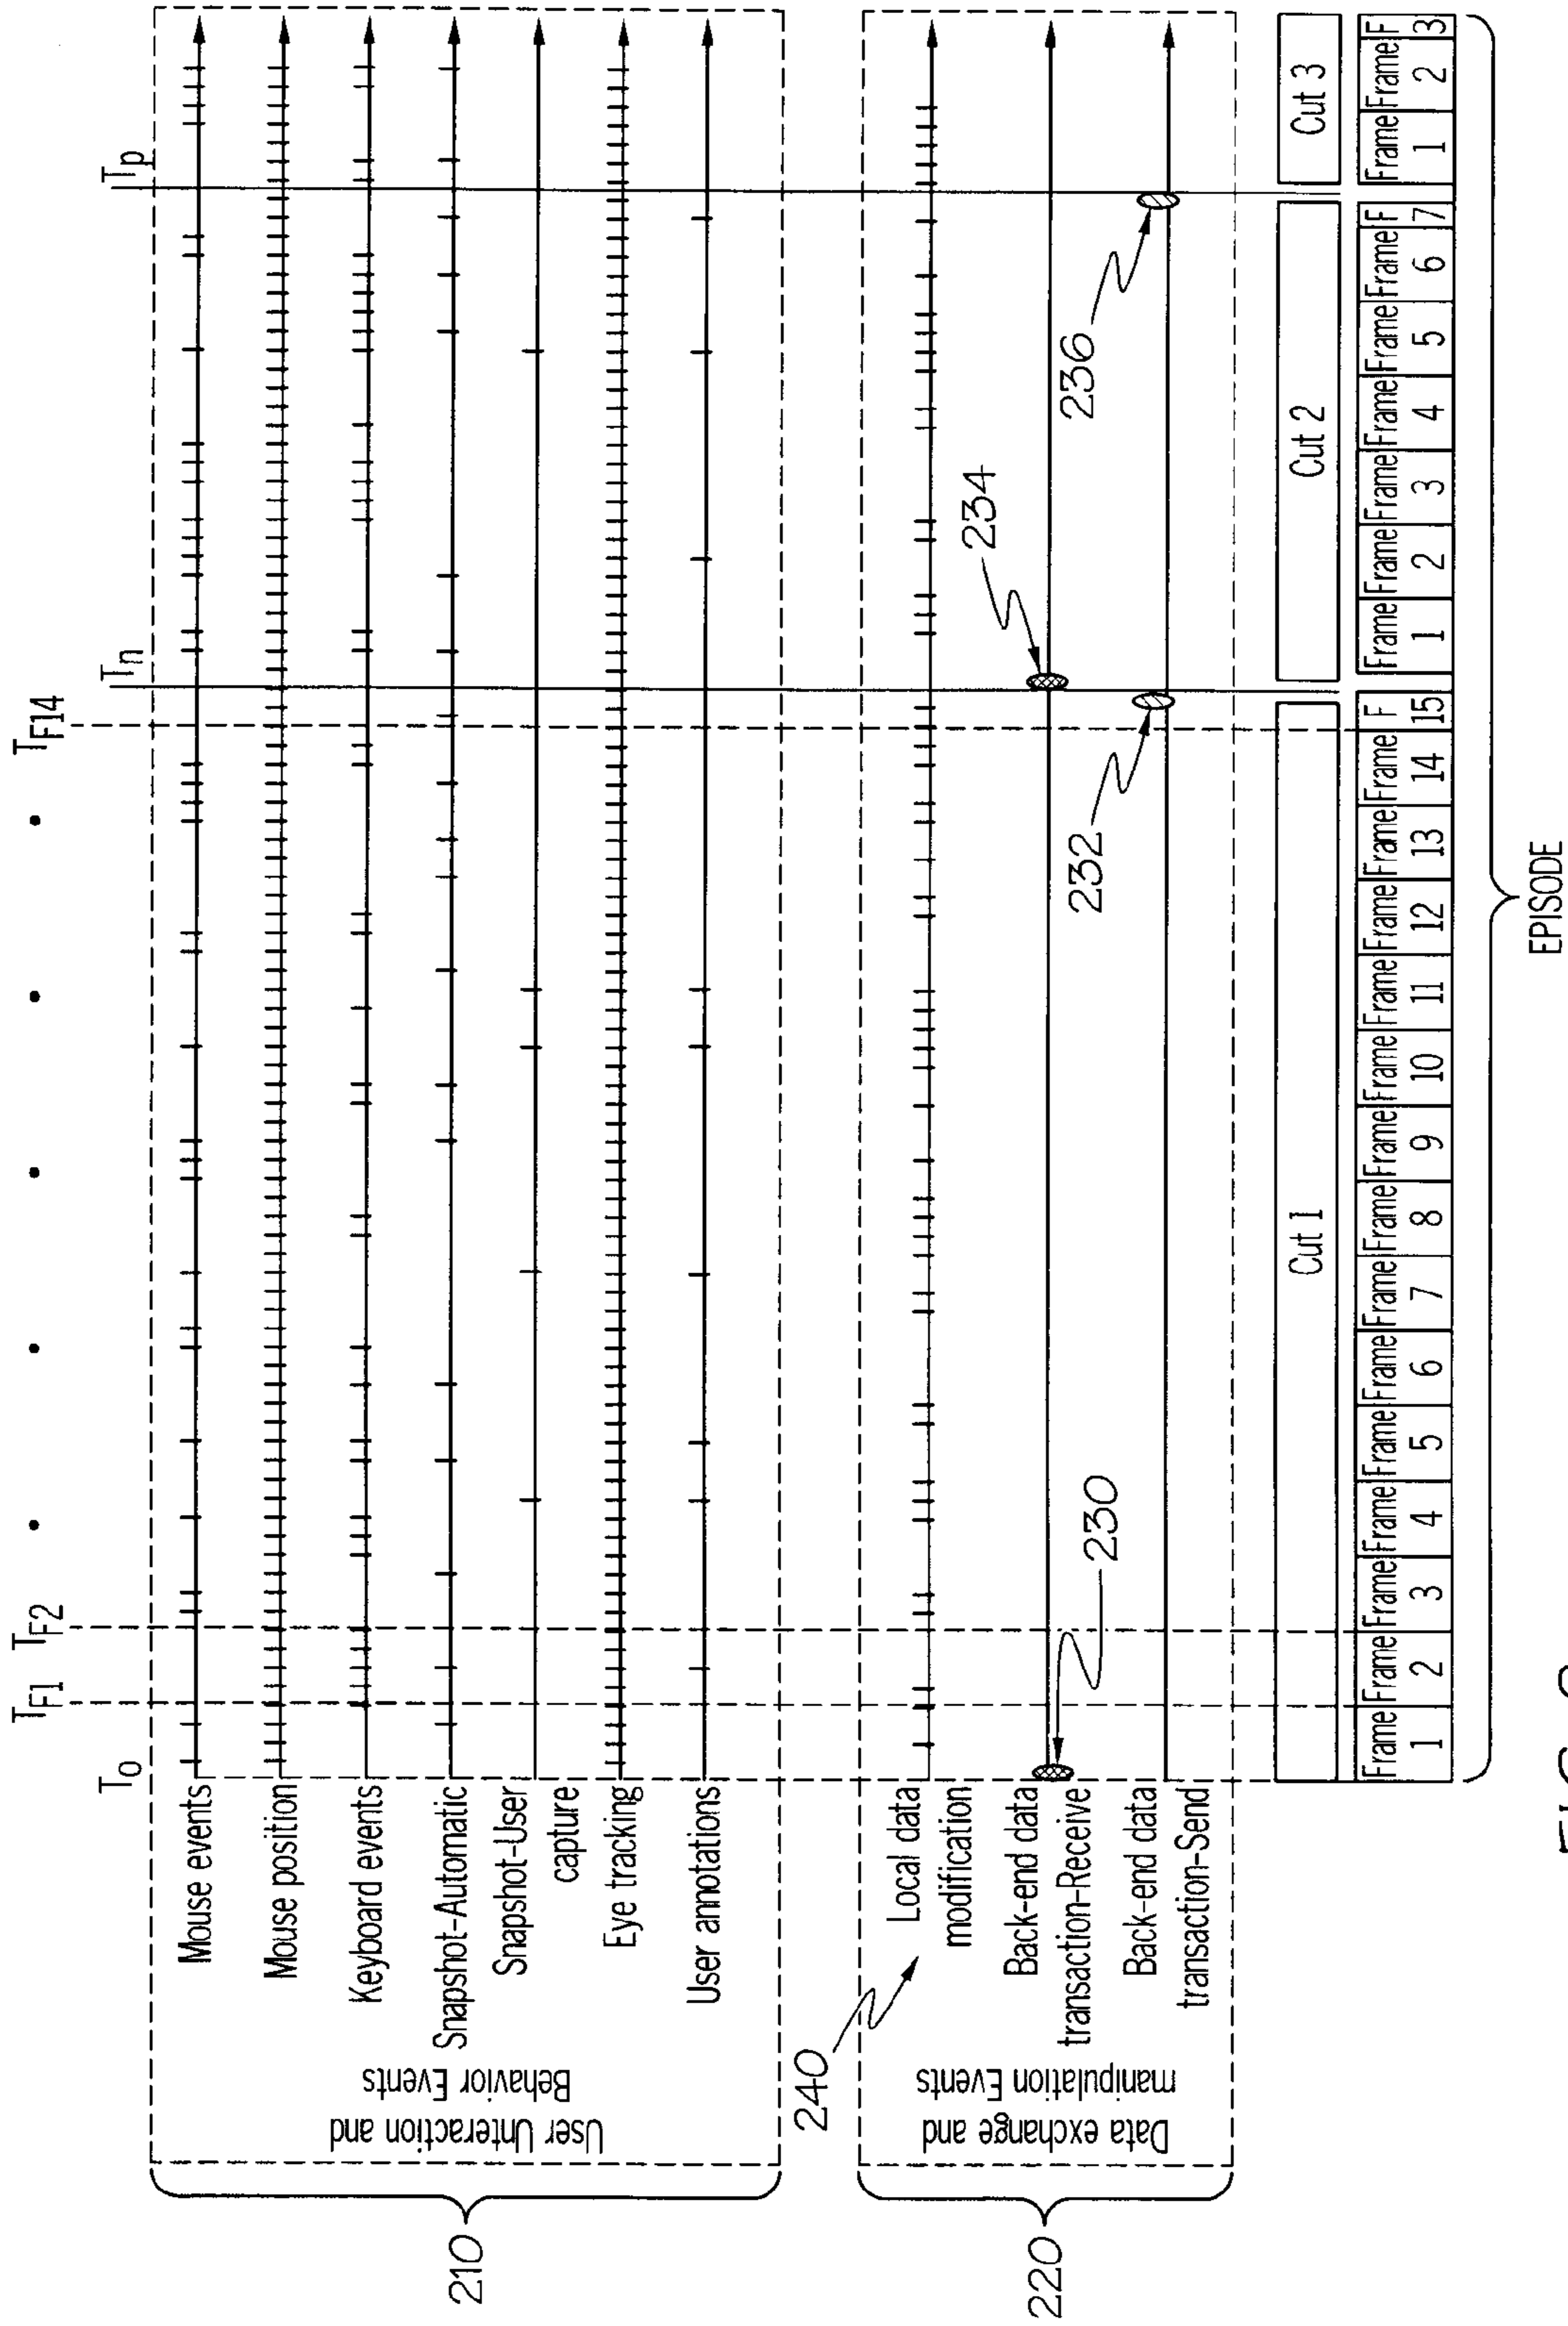 T0
TF1
TF2
TF14
Tn
Tp
User Unteraction and
Behavior Events
Mouse events
Mouse position
Keyboard events
Snapshot-Automatic
Snapshot-User
capture
Eye tracking
User annotations
210
240
Data exchange and
manipulation Events
Local data
modification
Back-end data
transaction-Receive
Back-end data
transaction-Send
220
230
232
234
236
Cut 1
Cut 2
Cut 3
Frame Frame Frame Frame Frame Frame Frame Frame Frame Frame Frame Frame Frame Frame F
1 2 3 4 5 6 7 8 9 10 11 12 13 14 15
Frame Frame Frame Frame Frame Frame F
1 2 3 4 5 6 7
Frame Frame F
1 2 3
EPISODE